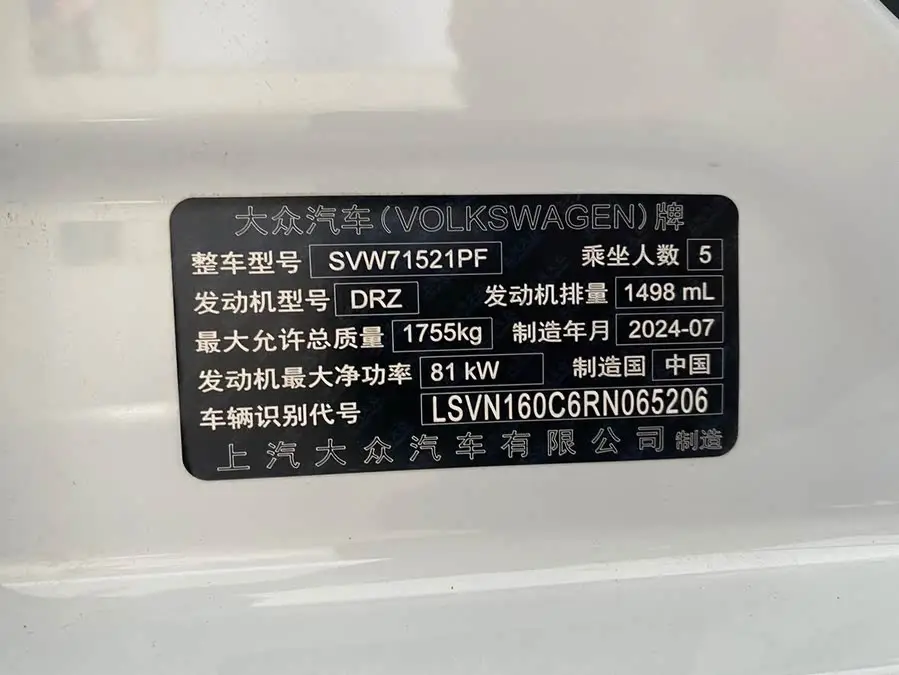 大众汽车(VOLKSWAGEN)牌
整车型号 SVW71521PF 乘坐人数 5
发动机型号 DRZ 发动机排量 1498 mL
最大允许总质量 1755kg 制造年月 2024-07
发动机最大净功率 81 kW 制造国 中国
车辆识别代号 LSVN160C6RN065206
上汽大众汽车有限公司 制造